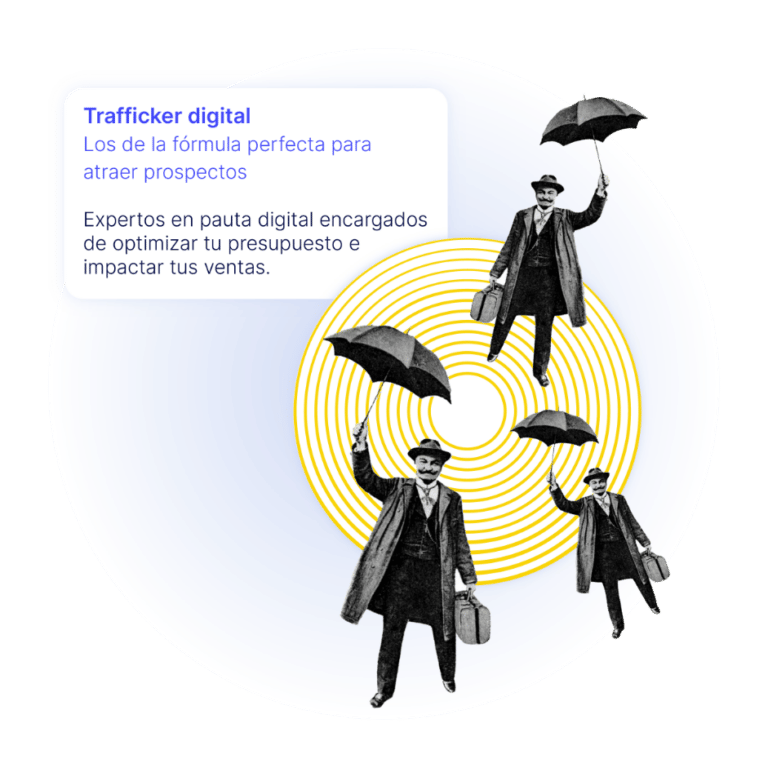 Trafficker digital
Los de la fórmula perfecta para
atraer prospectos
Expertos en pauta digital encargados
de optimizar tu presupuesto e
impactar tus ventas.